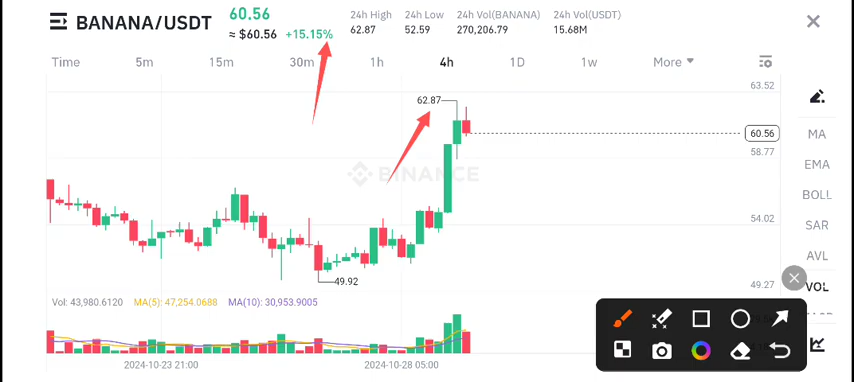 BANANA/USDT
60.56
≈ $60.56 +15.15%
24h High
62.87
24h Low
52.59
24h Vol(BANANA)
270,206.79
24h Vol(USDT)
15.68M
Time 5m 15m 30m 1h 4h 1D 1w More
63.52
62.87
60.56
58.77
BINANCE
54.02
49.92
49.27
MA
EMA
BOLL
SAR
AVL
VOL
Vol: 43,980.6120 MA(5): 47,254.0688 MA(10): 30,953.9005
2024-10-23 21:00 2024-10-28 05:00